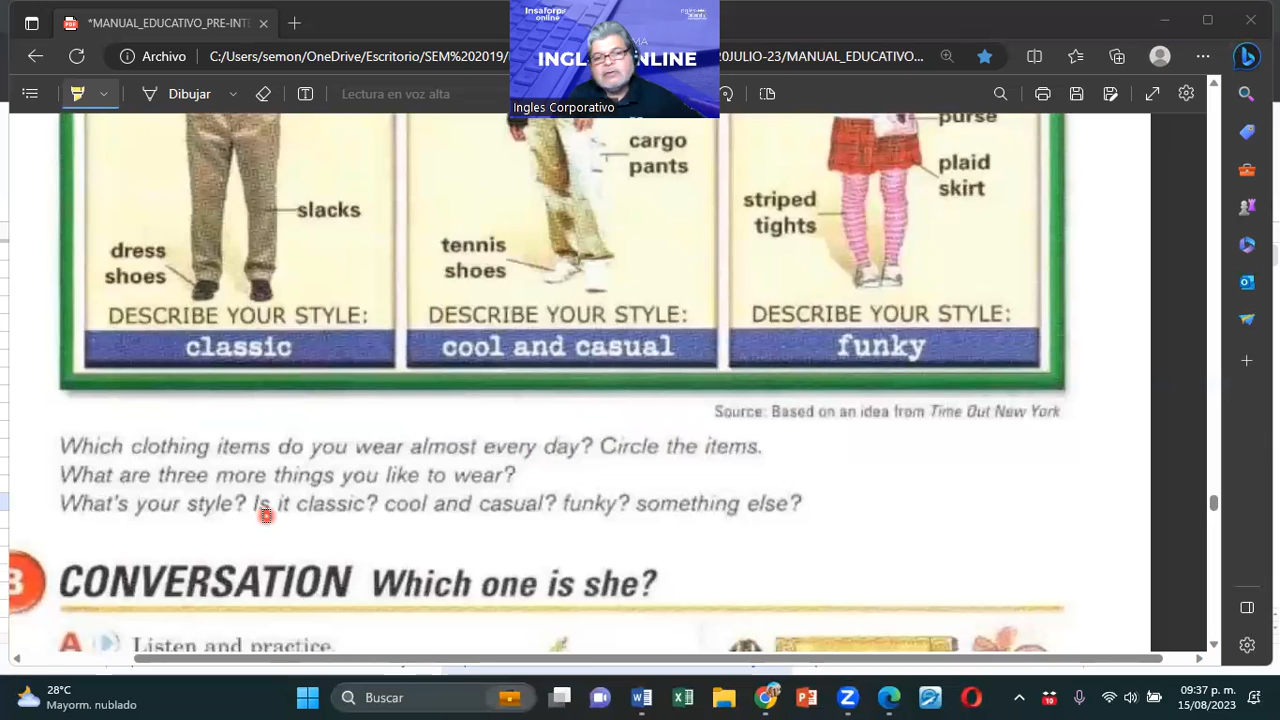 *MANUAL_EDUCATIVO_PRE-INTE
Insaforp
online
INGL
NLINE
MA
Ingles Corporativo
Archivo
C:/Users/semon/OneDrive/Escritorio/SEM%202019/
20JULIO-23/MANUAL_EDUCATIVO...
Dibujar
Lectura en voz alta
slacks
dress
shoes
DESCRIBE YOUR STYLE:
classic
cargo
pants
tennis
shoes
DESCRIBE YOUR STYLE:
cool and casual
purse
plaid
skirt
striped
tights
DESCRIBE YOUR STYLE:
funky
Source: Based on an idea from Time Out New York
Which clothing items do you wear almost every day? Circle the items.
What are three more things you like to wear?
What's your style? Is it classic? cool and casual? funky? something else?
3 CONVERSATION Which one is she?
A Listen and practice.
28°C
Mayorm. nublado
Buscar
10
09:37 p. m.
15/08/2023